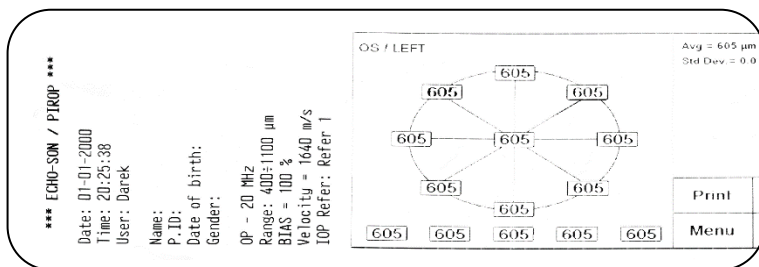 *** ECHO-SON / PIROP ***
Date: 01-01-2000
Time: 20:25:38
User: Darek
Name:
P.ID:
Date of birth:
Gender:
OP - 20 MHz
Range: 400÷1100 µm
BIAS = 100 %
Velocity = 1640 m/s
IOP Refer: Refer 1
OS / LEFT
Avg = 605 µm
Std Dev. = 0.0
605
605 605
605 605 605
605 605
605
605 605 605 605 605
Print
Menu